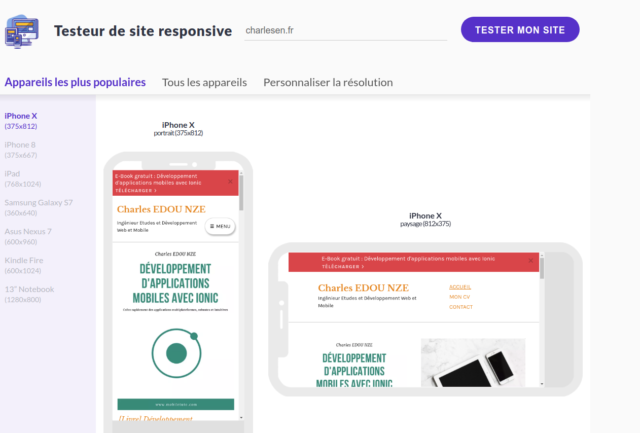 Testeur de site responsive
charlesen.fr
TESTER MON SITE
Appareils les plus populaires
Tous les appareils
Personnaliser la résolution
iPhone X
(375x812)
iPhone 8
(375x667)
iPad
(768x1024)
Samsung Galaxy S7
(360x640)
Asus Nexus 7
(600x960)
Kindle Fire
(600x1024)
13" Notebook
(1280x800)
iPhone X
portrait (375x812)
E-Book gratuit : Développement
d'applications mobiles avec ionic
TÉLÉCHARGER
Charles EDOU NZE
Ingénieur Etudes et Développement
Web et Mobile
MENU
Charles EDOU NZE
DÉVELOPPEMENT
D'APPLICATIONS
MOBILES AVEC IONIC
[Livre] Développement
iPhone X
paysage (812x375)
E-Book gratuit : Développement d'applications mobiles avec ionic
TÉLÉCHARGER
Charles EDOU NZE
Ingénieur Etudes et Développement Web et
Mobile
ACCUEIL
MON CV
CONTACT
Charles EDOU NZE
DÉVELOPPEMENT
D'APPLICATIONS
MOBILES AVEC IONIC